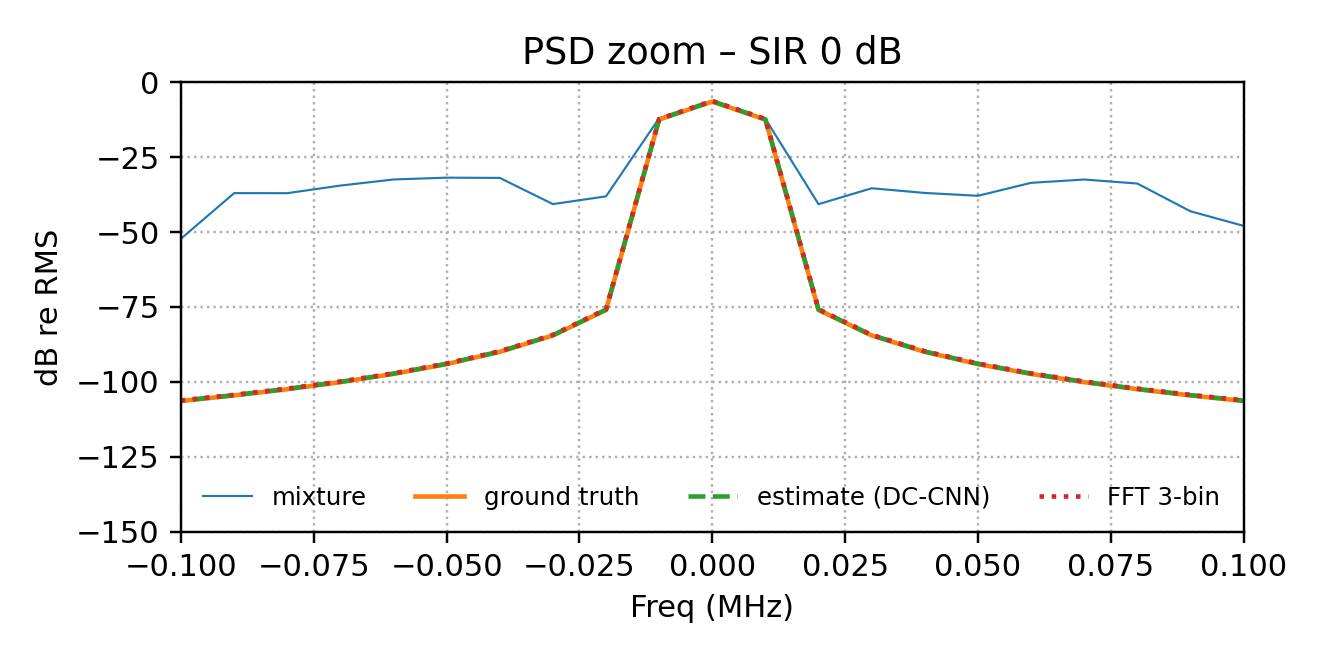 PSD zoom – SIR 0 dB
0
−25
−50
−75
−100
−125
−150
dB re RMS
mixture ground truth estimate (DC-CNN) FFT 3-bin
−0.100 −0.075 −0.050 −0.025 0.000 0.025 0.050 0.075 0.100
Freq (MHz)